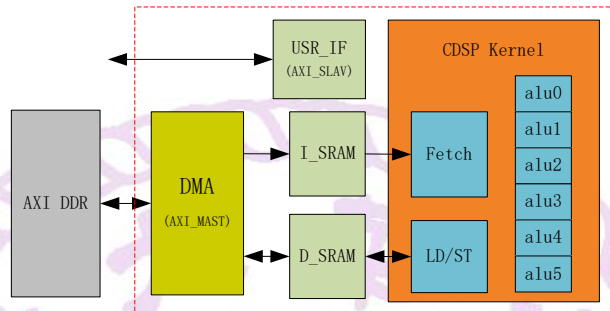 USR_IF
(AXI_SLAV)
CDSP Kernel
alu0
alu1
alu2
alu3
alu4
alu5
AXI DDR
DMA
(AXI_MAST)
I_SRAM
Fetch
D_SRAM
LD/ST